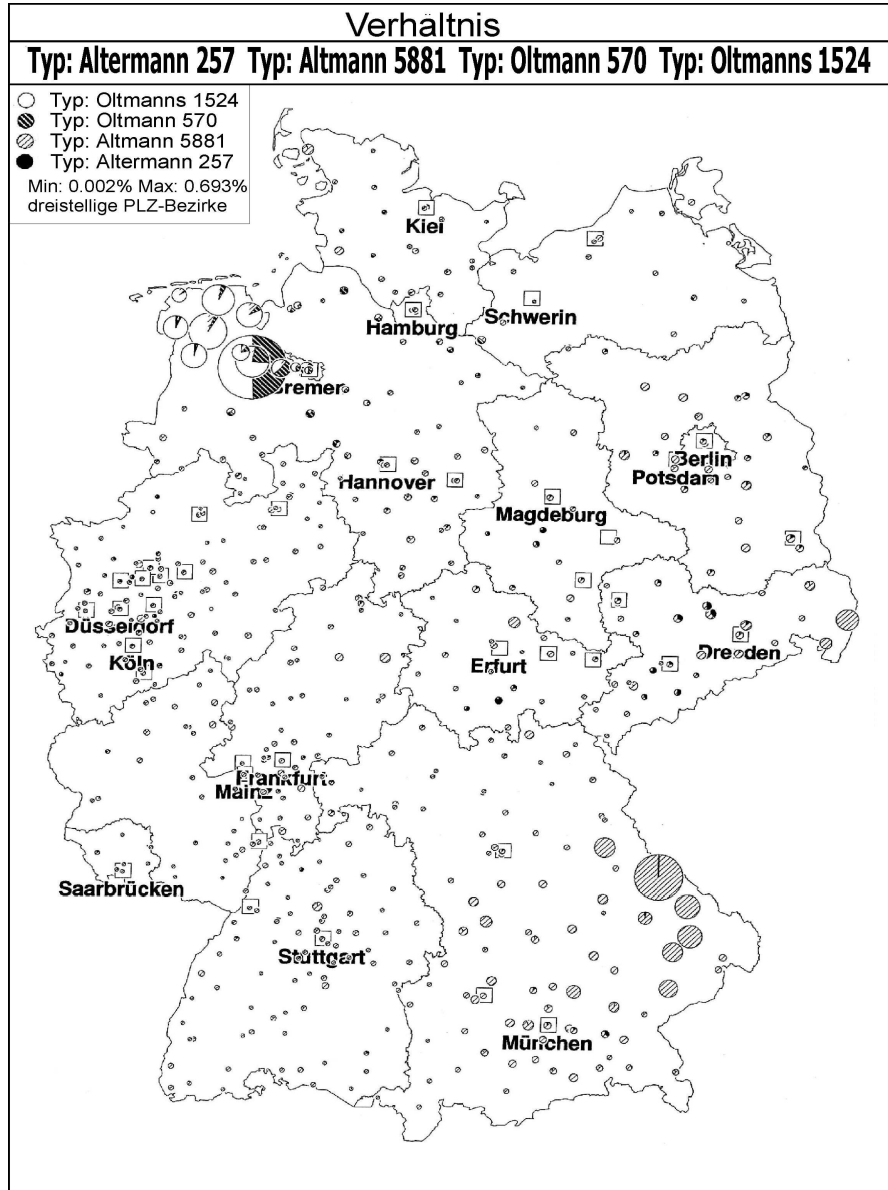 Verhältnis
Typ: Altermann 257 Typ: Altmann 5881 Typ: Oltmann 570 Typ: Oltmanns 1524
Typ: Oltmanns 1524
Typ: Oltmann 570
Typ: Altmann 5881
Typ: Altermann 257
Min: 0.002% Max: 0.693%
dreistellige PLZ-Bezirke
Kiel
Hamburg
Schwerin
Bremen
Hannover
Berlin
Potsdam
Magdeburg
Düsseldorf
Köln
Erfurt
Dresden
Frankfurt
Mainz
Saarbrücken
Stuttgart
München